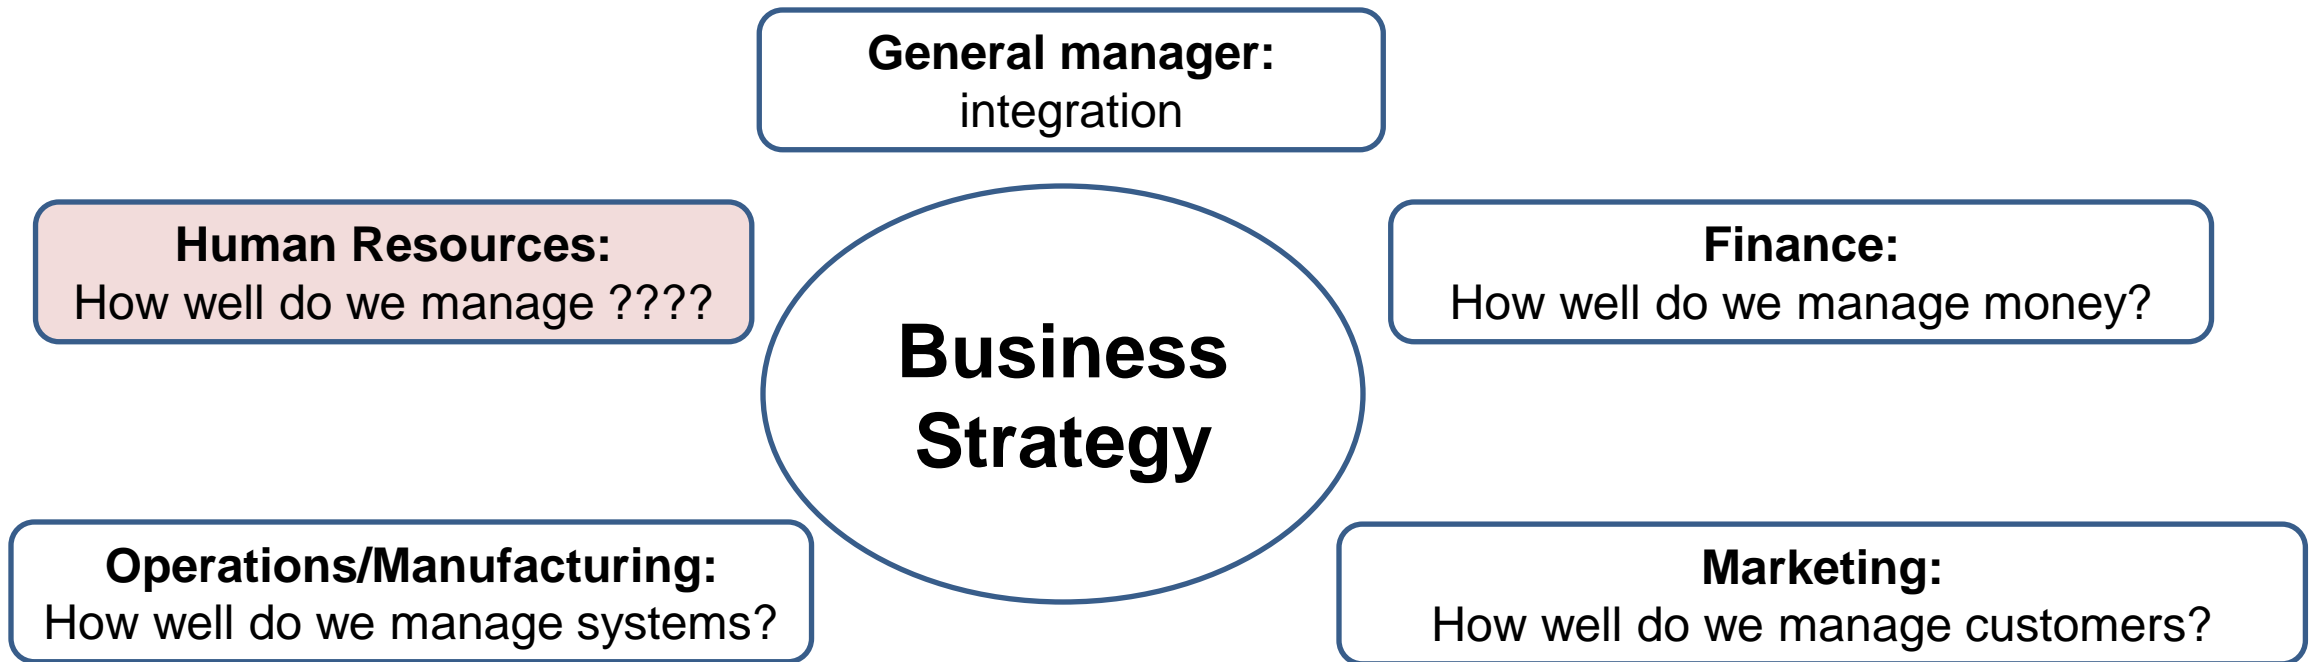 General manager:
integration
Human Resources:
How well do we manage ????
Finance:
How well do we manage money?
Business
Strategy
Operations/Manufacturing:
How well do we manage systems?
Marketing:
How well do we manage customers?